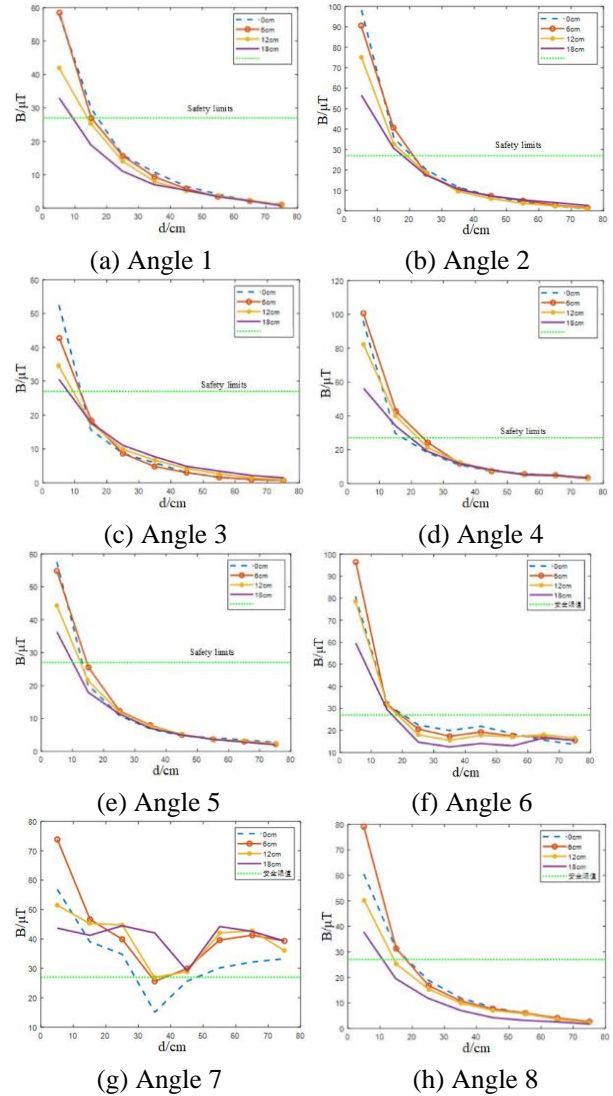 60
50
40
30
20
10
0
B/μT
0cm
6cm
12cm
18cm
Safety limits
0 10 20 30 40 50 60 70 80
d/cm
(a) Angle 1
100
90
80
70
60
50
40
30
20
10
0
B/μT
0cm
6cm
12cm
18cm
Safety limits
0 10 20 30 40 50 60 70 80
d/cm
(b) Angle 2
60
50
40
30
20
10
0
B/μT
0cm
6cm
12cm
18cm
Safety limits
0 10 20 30 40 50 60 70 80
d/cm
(c) Angle 3
120
100
80
60
40
20
0
B/μT
0cm
6cm
12cm
18cm
Safety limits
0 10 20 30 40 50 60 70 80
d/cm
(d) Angle 4
60
50
40
30
20
10
0
B/μT
0cm
6cm
12cm
18cm
Safety limits
0 10 20 30 40 50 60 70 80
d/cm
(e) Angle 5
100
90
80
70
60
50
40
30
20
10
B/μT
0cm
6cm
12cm
18cm
安全限值
0 10 20 30 40 50 60 70 80
d/cm
(f) Angle 6
80
70
60
50
40
30
20
10
B/μT
0cm
6cm
12cm
18cm
安全限值
0 10 20 30 40 50 60 70 80
d/cm
(g) Angle 7
80
70
60
50
40
30
20
10
0
B/μT
0cm
6cm
12cm
18cm
安全限值
0 10 20 30 40 50 60 70 80
d/cm
(h) Angle 8